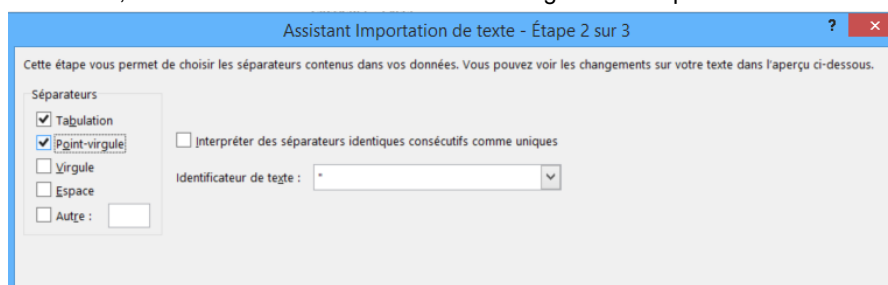 Assistant Importation de texte - Étape 2 sur 3
?
×
Cette étape vous permet de choisir les séparateurs contenus dans vos données. Vous pouvez voir les changements sur votre texte dans l'aperçu ci-dessous.
Séparateurs
Tabulation
Point-virgule
Virgule
Espace
Autre :
Interpréter des séparateurs identiques consécutifs comme uniques
Identificateur de texte : "